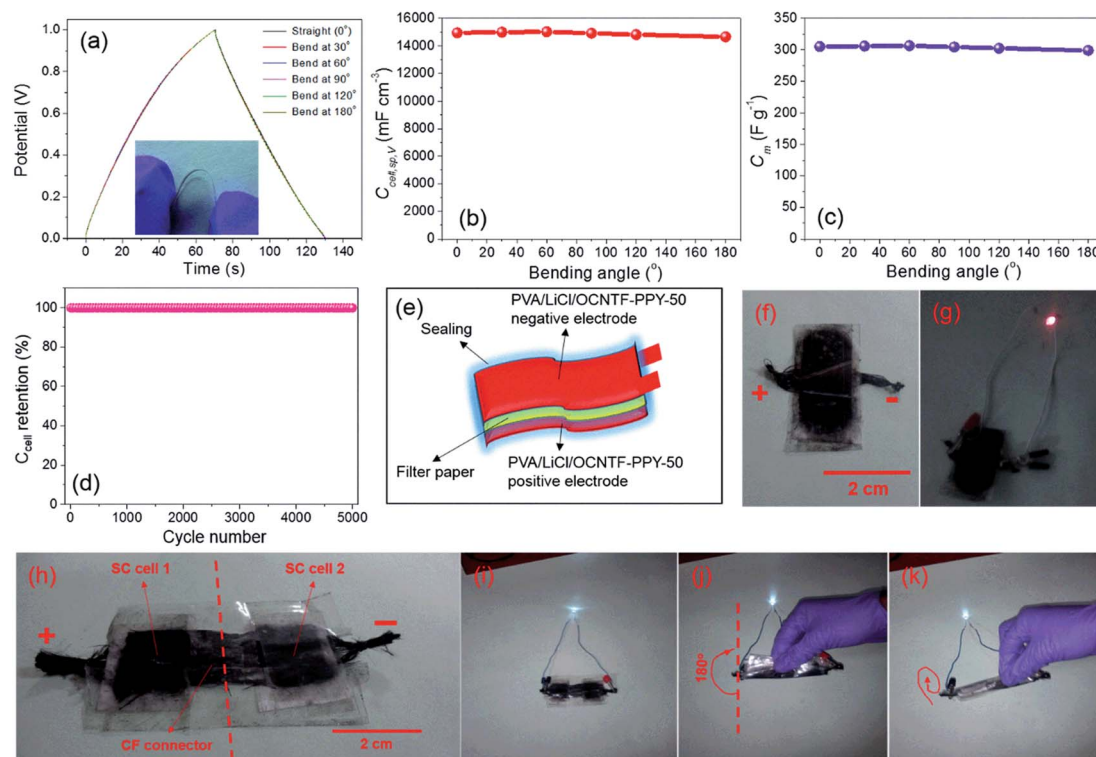 (a)
Potential (V)
1.0
0.8
0.6
0.4
0.2
0.0
Straight (0°)
Bend at 30°
Bend at 60°
Bend at 90°
Bend at 120°
Bend at 180°
0 20 40 60 80 100 120 140
Time (s)
(b)
C cell,sp,V (mF cm⁻³)
16000
14000
12000
10000
8000
6000
4000
2000
0
0 20 40 60 80 100 120 140 160 180
Bending angle (°)
(c)
C m (F g⁻¹)
350
300
250
200
150
100
50
0
0 20 40 60 80 100 120 140 160 180
Bending angle (°)
(d)
C cell retention (%)
120
100
80
60
40
20
0
0 1000 2000 3000 4000 5000
Cycle number
(e)
PVA/LiCl/OCNTF-PPY-50
negative electrode
Sealing
Filter paper
PVA/LiCl/OCNTF-PPY-50
positive electrode
(f)
+
-
2 cm
(g)
(h)
SC cell 1
SC cell 2
+
-
CF connector
2 cm
(i)
(j)
180°
(k)